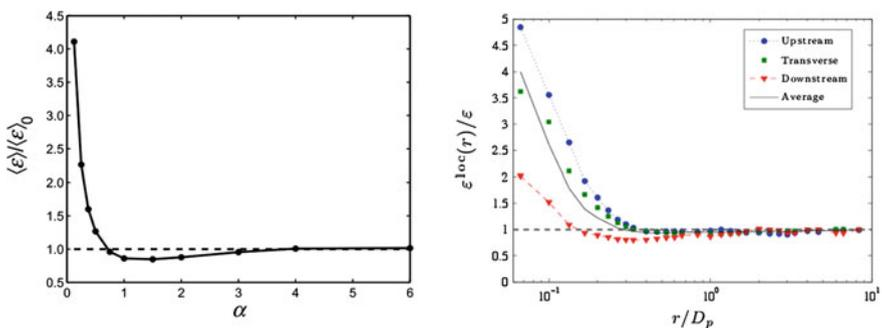 4.5
4.0
3.5
3.0
2.5
2.0
1.5
1.0
0.5
⟨ε⟩/⟨ε⟩₀
0 1 2 3 4 5 6
α
5
4.5
4
3.5
3
2.5
2
1.5
1
0.5
0
ε^loc(r)/ε
Upstream
Transverse
Downstream
Average
10⁻¹ 10⁰ 10¹
r/Dₚ